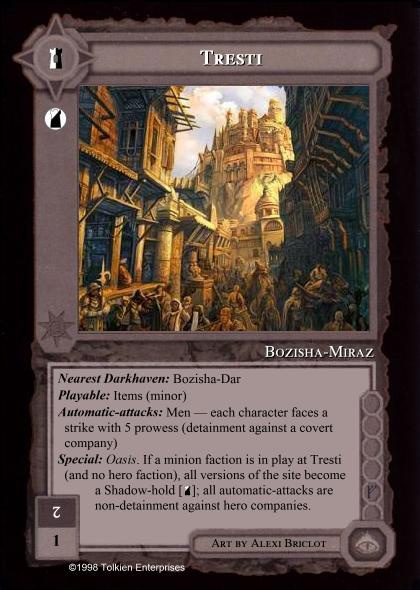 TRESTI
BOZISHA-MIRAZ
Nearest Darkhaven: Bozisha-Dar
Playable: Items (minor)
Automatic-attacks: Men — each character faces a
strike with 5 prowess (detainment against a covert
company)
Special: Oasis. If a minion faction is in play at Tresti
(and no hero faction), all versions of the site become
a Shadow-hold [ ]; all automatic-attacks are
non-detainment against hero companies.
2
1
ART BY ALEXI BRICLOT
©1998 Tolkien Enterprises